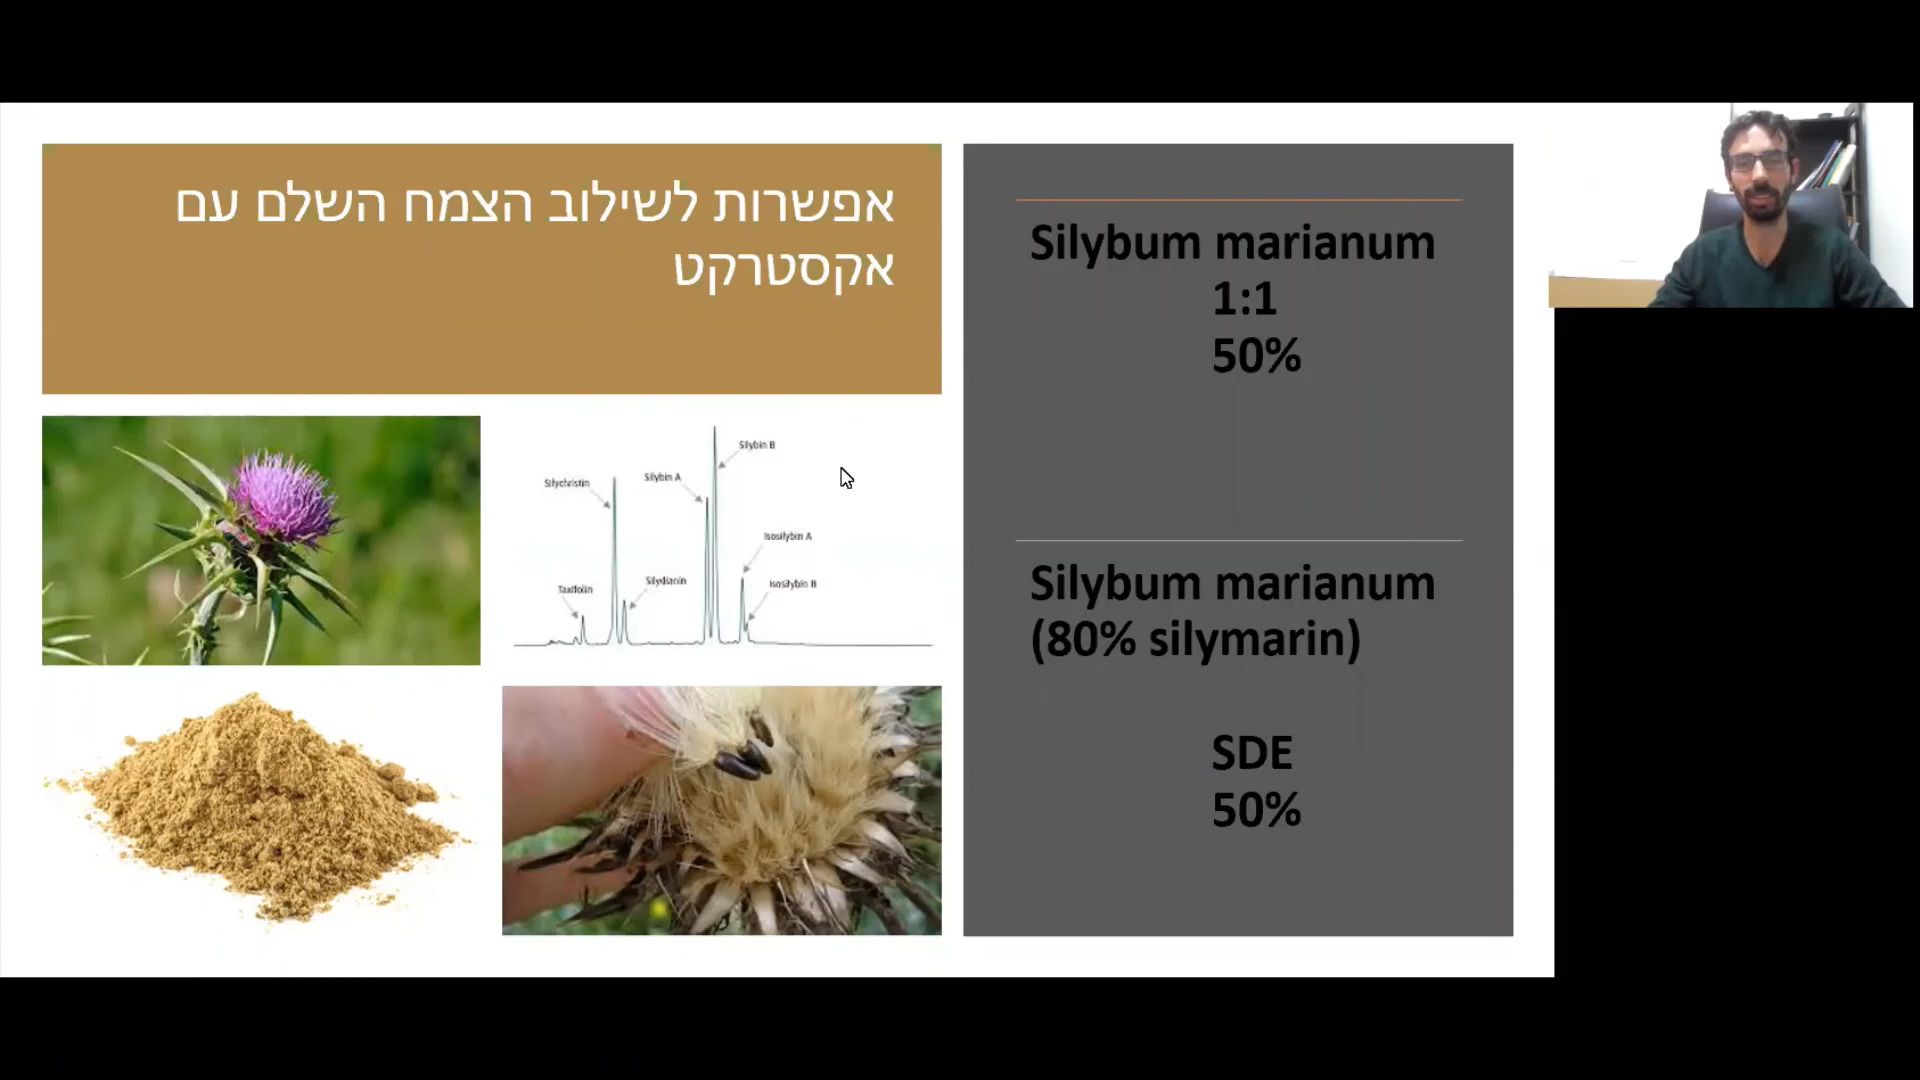 אפשרות לשילוב הצמח השלם עם
אקסטרקט
Silychristin
Silybin A
Silybin B
Isosilybin A
Taxifolin
Silydianin
Isosilybin B
Silybum marianum
1:1
50%
Silybum marianum
(80% silymarin)
SDE
50%